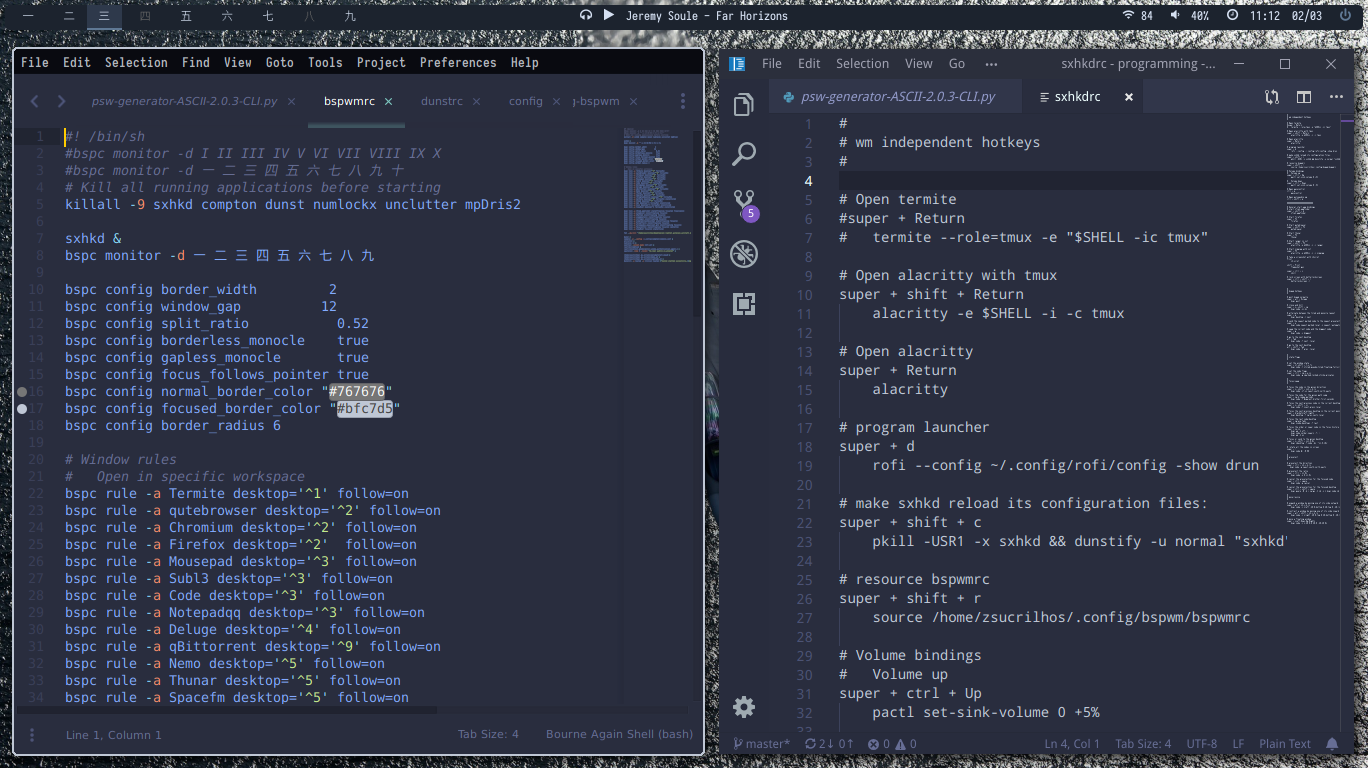 一 二 三 四 五 六 七 八 九
Jeremy Soule – Far Horizons
84 40% 11:12 02/03
File Edit Selection Find View Goto Tools Project Preferences Help
psw-generator-ASCII-2.0.3-CLI.py × bspwmrc × dunstrc × config × -bspwm ×
1 #! /bin/sh
2 #bspc monitor -d I II III IV V VI VII VIII IX X
3 #bspc monitor -d 一 二 三 四 五 六 七 八 九 十
4 # Kill all running applications before starting
5 killall -9 sxhkd compton dunst numlockx unclutter mpDris2
6
7 sxhkd &
8 bspc monitor -d 一 二 三 四 五 六 七 八 九
9
10 bspc config border_width 2
11 bspc config window_gap 12
12 bspc config split_ratio 0.52
13 bspc config borderless_monocle true
14 bspc config gapless_monocle true
15 bspc config focus_follows_pointer true
16 bspc config normal_border_color "#767676"
17 bspc config focused_border_color "#bfc7d5"
18 bspc config border_radius 6
19
20 # Window rules
21 # Open in specific workspace
22 bspc rule -a Termite desktop='^1' follow=on
23 bspc rule -a qutebrowser desktop='^2' follow=on
24 bspc rule -a Chromium desktop='^2' follow=on
25 bspc rule -a Firefox desktop='^2' follow=on
26 bspc rule -a Mousepad desktop='^3' follow=on
27 bspc rule -a Subl3 desktop='^3' follow=on
28 bspc rule -a Code desktop='^3' follow=on
29 bspc rule -a Notepadqq desktop='^3' follow=on
30 bspc rule -a Deluge desktop='^4' follow=on
31 bspc rule -a qBittorrent desktop='^9' follow=on
32 bspc rule -a Nemo desktop='^5' follow=on
33 bspc rule -a Thunar desktop='^5' follow=on
34 bspc rule -a Spacefm desktop='^5' follow=on
Line 1, Column 1 Tab Size: 4 Bourne Again Shell (bash)
File Edit Selection View Go ··· sxhkdrc - programming -...
psw-generator-ASCII-2.0.3-CLI.py sxhkdrc ×
5
1 #
2 # wm independent hotkeys
3 #
4
5 # Open termite
6 #super + Return
7 # termite --role=tmux -e "$SHELL -ic tmux"
8
9 # Open alacritty with tmux
10 super + shift + Return
11 alacritty -e $SHELL -i -c tmux
12
13 # Open alacritty
14 super + Return
15 alacritty
16
17 # program launcher
18 super + d
19 rofi --config ~/.config/rofi/config -show drun
20
21 # make sxhkd reload its configuration files:
22 super + shift + c
23 pkill -USR1 -x sxhkd && dunstify -u normal "sxhkd
24
25 # resource bspwmrc
26 super + shift + r
27 source /home/zsucrilhos/.config/bspwm/bspwmrc
28
29 # Volume bindings
30 # Volume up
31 super + ctrl + Up
32 pactl set-sink-volume 0 +5%
master* 2↓ 0↑ 0 0 Ln 4, Col 1 Tab Size: 4 UTF-8 LF Plain Text